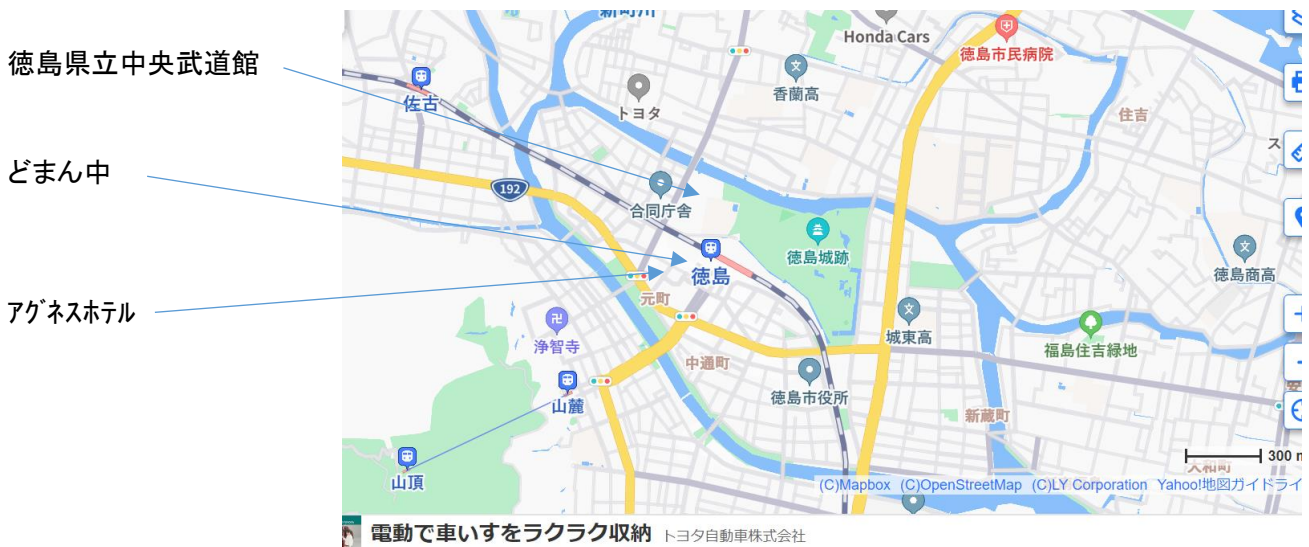 徳島県立中央武道館
どまん中
アグネスホテル
新町川
Honda Cars
徳島市民病院
佐古
トヨタ
香蘭高
住吉
ス
192
合同庁舎
徳島城跡
徳島
徳島商高
元町
浄智寺
城東高
福島住吉緑地
中通町
山麓
徳島市役所
新蔵町
安
山頂
大和町
300 m
(C)Mapbox (C)OpenStreetMap (C)LY Corporation Yahoo!地図ガイドライ
電動で車いすをラクラク収納 トヨタ自動車株式会社